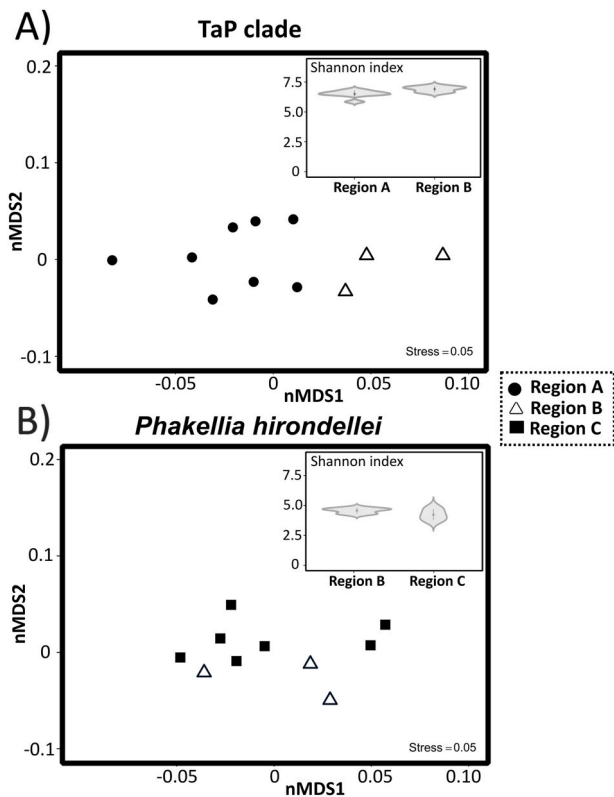 A)
TaP clade
0.2
0.1
0
-0.1
nMDS2
Shannon index
7.5
5.0
2.5
0
Region A Region B
Stress = 0.05
-0.05 0 0.05 0.10
nMDS1
Region A
Region B
Region C
B)
Phakellia hirondellei
0.2
0.1
0
-0.1
nMDS2
Shannon index
7.5
5.0
2.5
0
Region B Region C
Stress = 0.05
-0.05 0 0.05 0.10
nMDS1